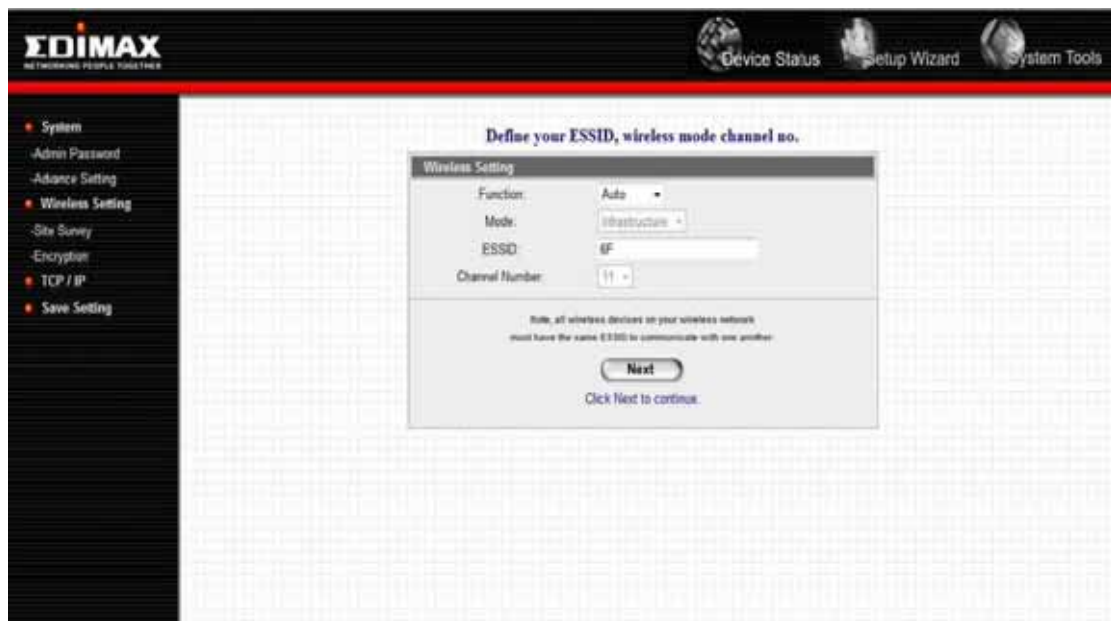 EDIMAX
NETWORKING PEOPLE TOGETHER
Device Status
Setup Wizard
System Tools
System
-Admin Password
-Adiance Setting
Wireless Setting
-Site Survey
-Encryption
TCP / IP
Save Setting
Define your ESSID, wireless mode channel no.
Wireless Setting
Function: Auto
Mode: Infrastructure
ESSID: 6F
Channel Number: 11
Note, all wireless devices on your wireless network
must have the same ESSID to communicate with one another.
Next
Click Next to continue.